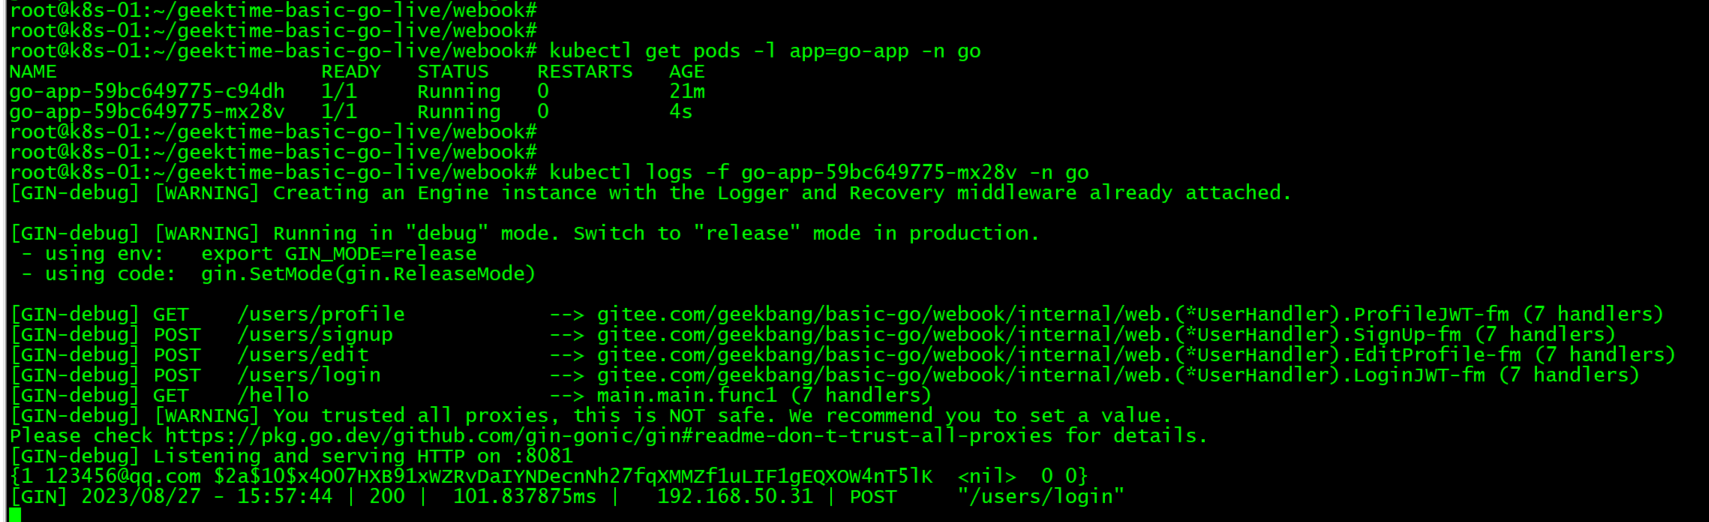 root@k8s-01:~/geektime-basic-go-live/webook#
root@k8s-01:~/geektime-basic-go-live/webook#
root@k8s-01:~/geektime-basic-go-live/webook# kubectl get pods -l app=go-app -n go
NAME                      READY   STATUS    RESTARTS   AGE
go-app-59bc649775-c94dh   1/1     Running   0          21m
go-app-59bc649775-mx28v   1/1     Running   0          4s
root@k8s-01:~/geektime-basic-go-live/webook#
root@k8s-01:~/geektime-basic-go-live/webook#
root@k8s-01:~/geektime-basic-go-live/webook# kubectl logs -f go-app-59bc649775-mx28v -n go
[GIN-debug] [WARNING] Creating an Engine instance with the Logger and Recovery middleware already attached.
[GIN-debug] [WARNING] Running in "debug" mode. Switch to "release" mode in production.
 - using env:   export GIN_MODE=release
 - using code:  gin.SetMode(gin.ReleaseMode)
[GIN-debug] GET    /users/profile            --> gitee.com/geekbang/basic-go/webook/internal/web.(*UserHandler).ProfileJWT-fm (7 handlers)
[GIN-debug] POST   /users/signup             --> gitee.com/geekbang/basic-go/webook/internal/web.(*UserHandler).SignUp-fm (7 handlers)
[GIN-debug] POST   /users/edit               --> gitee.com/geekbang/basic-go/webook/internal/web.(*UserHandler).EditProfile-fm (7 handlers)
[GIN-debug] POST   /users/login              --> gitee.com/geekbang/basic-go/webook/internal/web.(*UserHandler).LoginJWT-fm (7 handlers)
[GIN-debug] GET    /hello                    --> main.main.func1 (7 handlers)
[GIN-debug] [WARNING] You trusted all proxies, this is NOT safe. We recommend you to set a value.
Please check https://pkg.go.dev/github.com/gin-gonic/gin#readme-don-t-trust-all-proxies for details.
[GIN-debug] Listening and serving HTTP on :8081
{1 123456@qq.com $2a$10$x4O07HXB91xWZRvDaIYNDecnNh27fqXMMZf1uLIF1gEQXOW4nT5lK  <nil>  0 0}
[GIN] 2023/08/27 - 15:57:44 | 200 |  101.837875ms |   192.168.50.31 | POST     "/users/login"